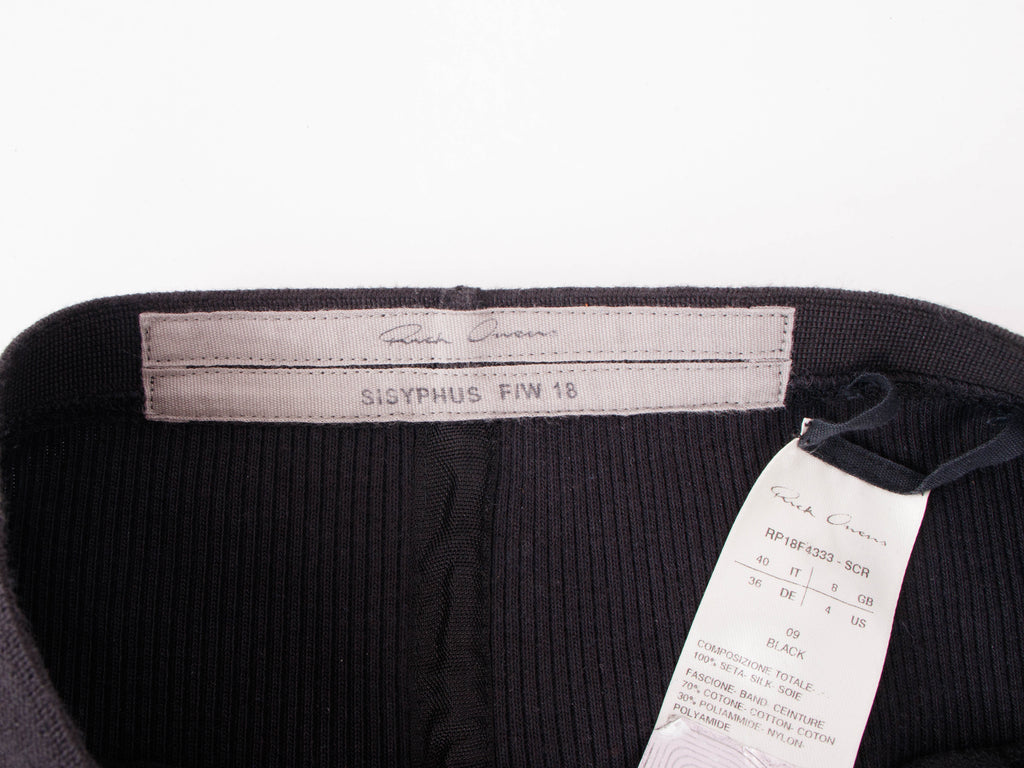 Rick Owens
SISYPHUS F/W 18
Rick Owens
RP18F4333-SCR
40 IT 8 GB
36 DE 4 US
09
BLACK
COMPOSIZIONE TOTALE
100% SETA- SILK- SOIE
FASCIONE- BAND. CEINTURE
70% COTONE- COTTON- COTON
30% POLIAMMIDE- NYLON-
POLYAMIDE